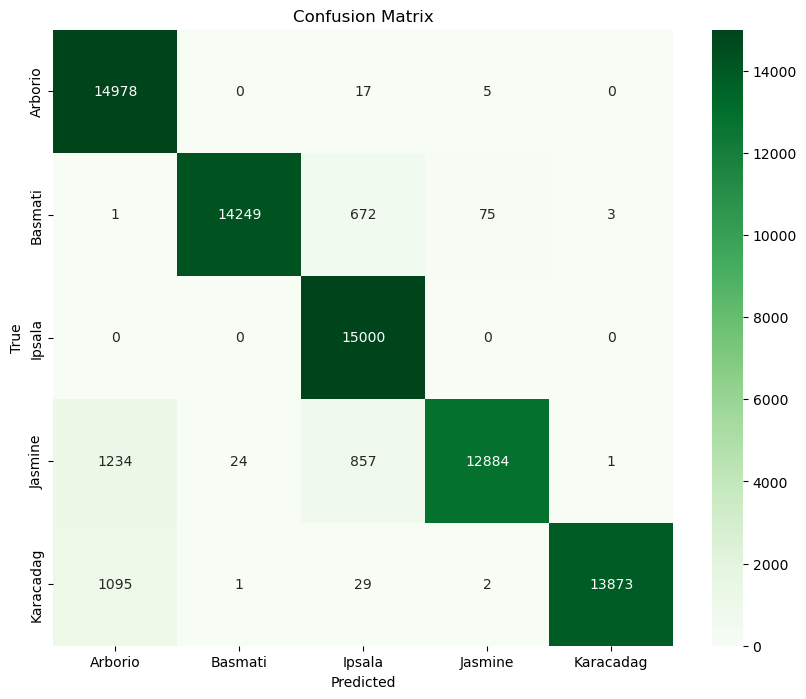 Confusion Matrix
True
Arborio 14978 0 17 5 0
Basmati 1 14249 672 75 3
Ipsala 0 0 15000 0 0
Jasmine 1234 24 857 12884 1
Karacadag 1095 1 29 2 13873
Arborio Basmati Ipsala Jasmine Karacadag
Predicted
14000
12000
10000
8000
6000
4000
2000
0